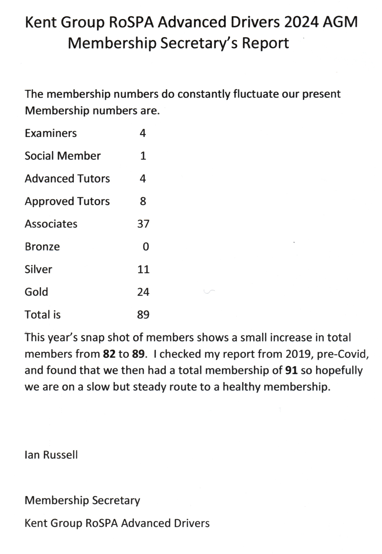 Kent Group RoSPA Advanced Drivers 2024 AGM
Membership Secretary's Report
The membership numbers do constantly fluctuate our present
Membership numbers are.
Examiners 4
Social Member 1
Advanced Tutors 4
Approved Tutors 8
Associates 37
Bronze 0
Silver 11
Gold 24
Total is 89
This year's snap shot of members shows a small increase in total
members from 82 to 89. I checked my report from 2019, pre-Covid,
and found that we then had a total membership of 91 so hopefully
we are on a slow but steady route to a healthy membership.
Ian Russell
Membership Secretary
Kent Group RoSPA Advanced Drivers